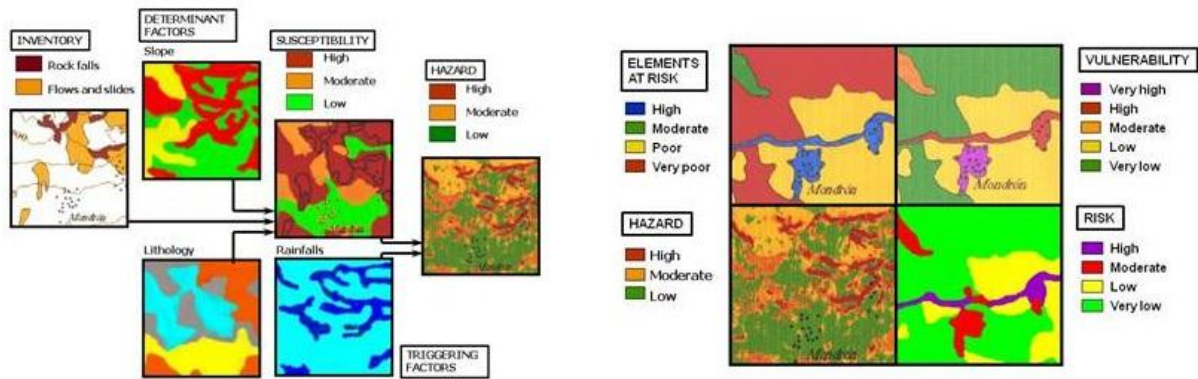 DETERMINANT
FACTORS
Slope
INVENTORY
Rock falls
Flows and slides
SUSCEPTIBILITY
High
Moderate
Low
HAZARD
High
Moderate
Low
Mondrón
Lithology
Rainfalls
TRIGGERING
FACTORS
ELEMENTS
AT RISK
High
Moderate
Poor
Very poor
Mondrón
Mondrón
VULNERABILITY
Very high
High
Moderate
Low
Very low
HAZARD
High
Moderate
Low
Mondrón
RISK
High
Moderate
Low
Very low